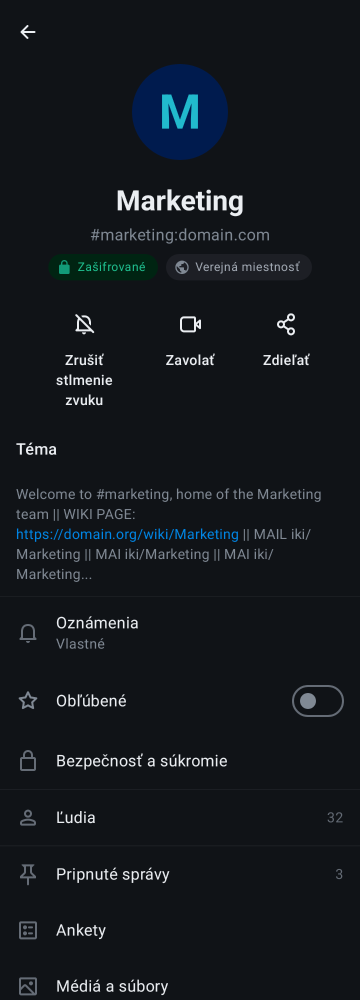 M
Marketing
#marketing:domain.com
Zašifrované
Verejná miestnosť
Zrušiť
stlmenie
zvuku
Zavolať
Zdieľať
Téma
Welcome to #marketing, home of the Marketing
team || WIKI PAGE:
https://domain.org/wiki/Marketing || MAIL iki/
Marketing || MAI iki/Marketing || MAI iki/
Marketing...
Oznámenia
Vlastné
Obľúbené
Bezpečnosť a súkromie
Ľudia 32
Pripnuté správy 3
Ankety
Médiá a súbory